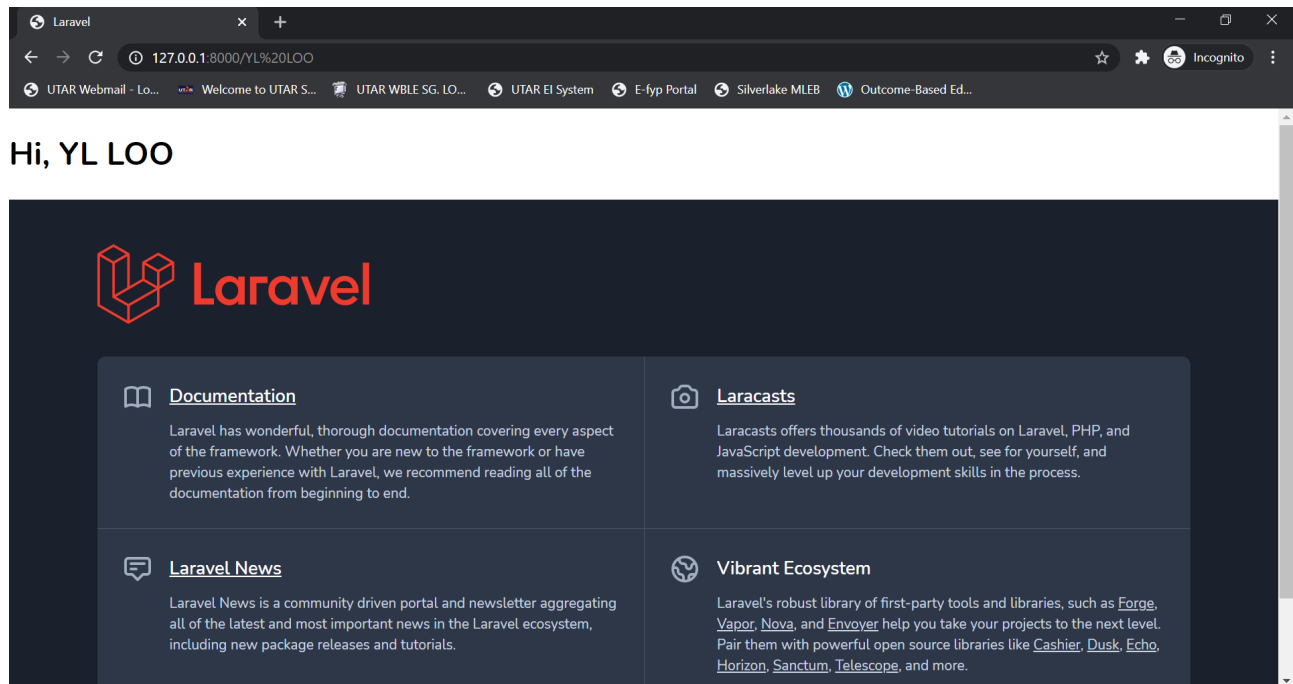 Laravel
127.0.0.1:8000/YL%20LOO
Incognito
UTAR Webmail - Lo...
Welcome to UTAR S...
UTAR WBLE SG. LO...
UTAR EI System
E-fyp Portal
Silverlake MLEB
Outcome-Based Ed...
Hi, YL LOO
Laravel
Documentation
Laravel has wonderful, thorough documentation covering every aspect
of the framework. Whether you are new to the framework or have
previous experience with Laravel, we recommend reading all of the
documentation from beginning to end.
Laracasts
Laracasts offers thousands of video tutorials on Laravel, PHP, and
JavaScript development. Check them out, see for yourself, and
massively level up your development skills in the process.
Laravel News
Laravel News is a community driven portal and newsletter aggregating
all of the latest and most important news in the Laravel ecosystem,
including new package releases and tutorials.
Vibrant Ecosystem
Laravel's robust library of first-party tools and libraries, such as Forge,
Vapor, Nova, and Envoyer help you take your projects to the next level.
Pair them with powerful open source libraries like Cashier, Dusk, Echo,
Horizon, Sanctum, Telescope, and more.